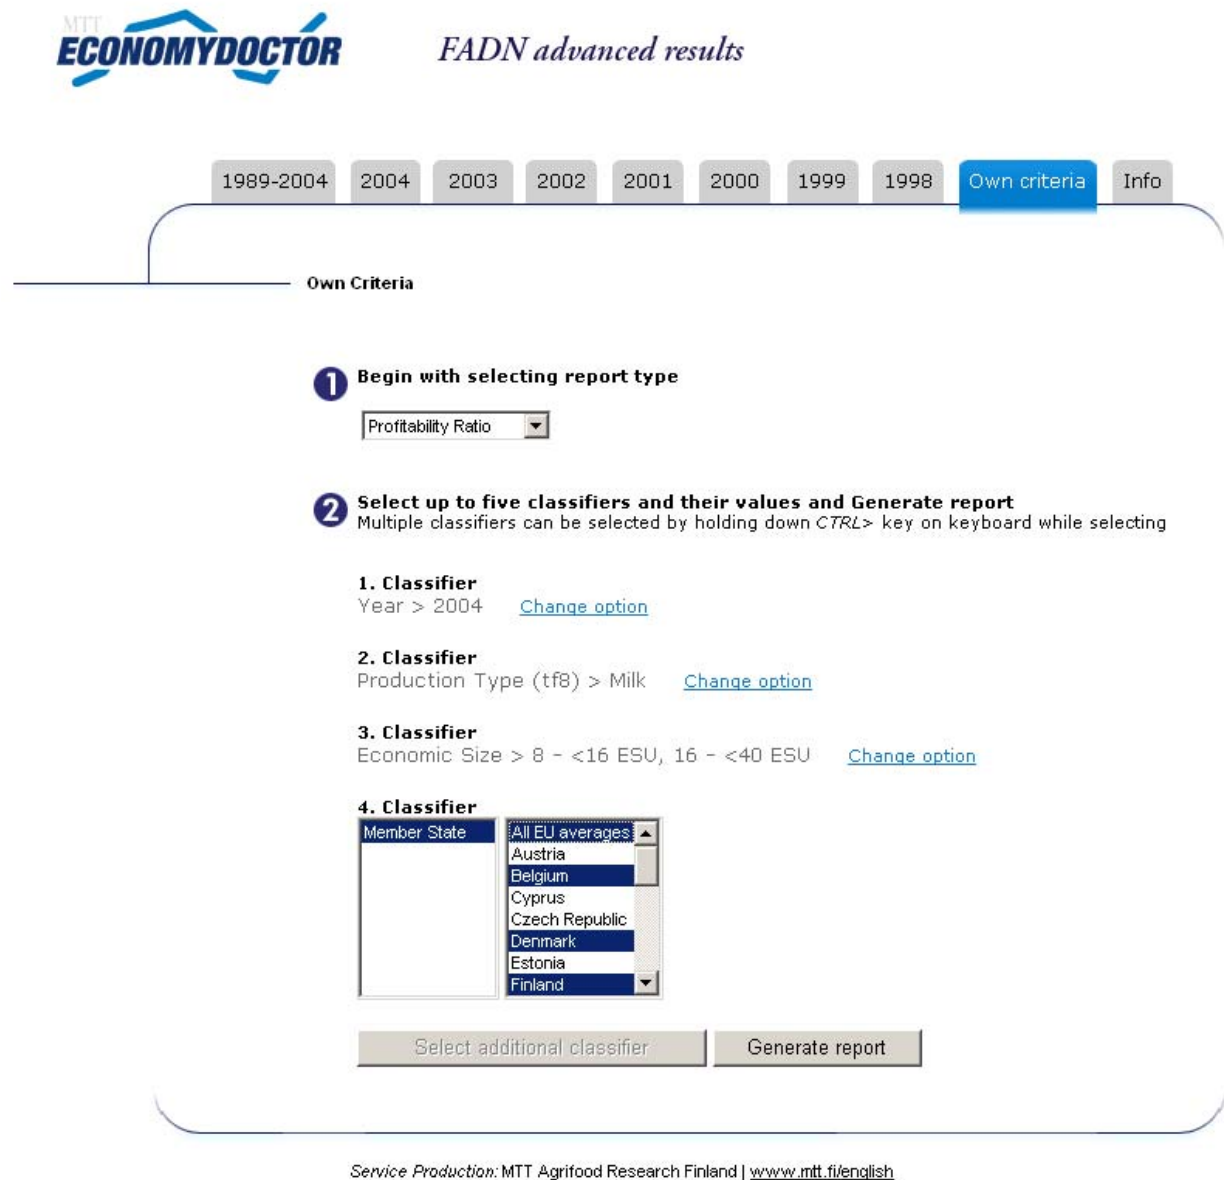 MTT
ECONOMYDOCTOR
FADN advanced results
1989-2004 2004 2003 2002 2001 2000 1999 1998 Own criteria Info
Own Criteria
1 Begin with selecting report type
Profitability Ratio
2 Select up to five classifiers and their values and Generate report
Multiple classifiers can be selected by holding down CTRL> key on keyboard while selecting
1. Classifier
Year > 2004 Change option
2. Classifier
Production Type (tf8) > Milk Change option
3. Classifier
Economic Size > 8 - <16 ESU, 16 - <40 ESU Change option
4. Classifier
Member State All EU averages
Austria
Belgium
Cyprus
Czech Republic
Denmark
Estonia
Finland
Select additional classifier Generate report
Service Production: MTT Agrifood Research Finland | www.mtt.fi/english